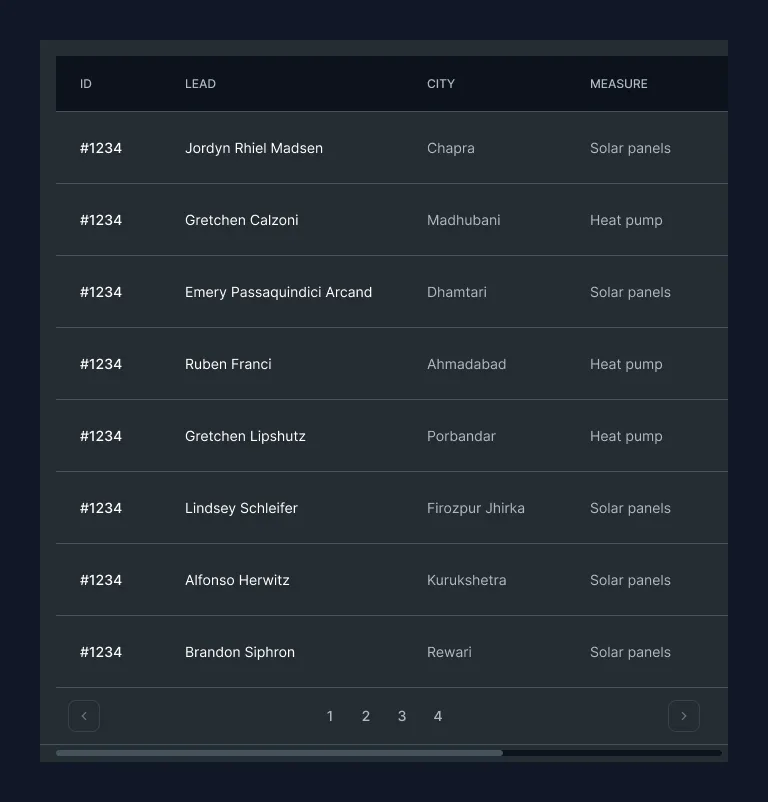 ID LEAD CITY MEASURE
#1234 Jordyn Rhiel Madsen Chapra Solar panels
#1234 Gretchen Calzoni Madhubani Heat pump
#1234 Emery Passaquindici Arcand Dhamtari Solar panels
#1234 Ruben Franci Ahmadabad Heat pump
#1234 Gretchen Lipshutz Porbandar Heat pump
#1234 Lindsey Schleifer Firozpur Jhirka Solar panels
#1234 Alfonso Herwitz Kurukshetra Solar panels
#1234 Brandon Siphron Rewari Solar panels
1 2 3 4